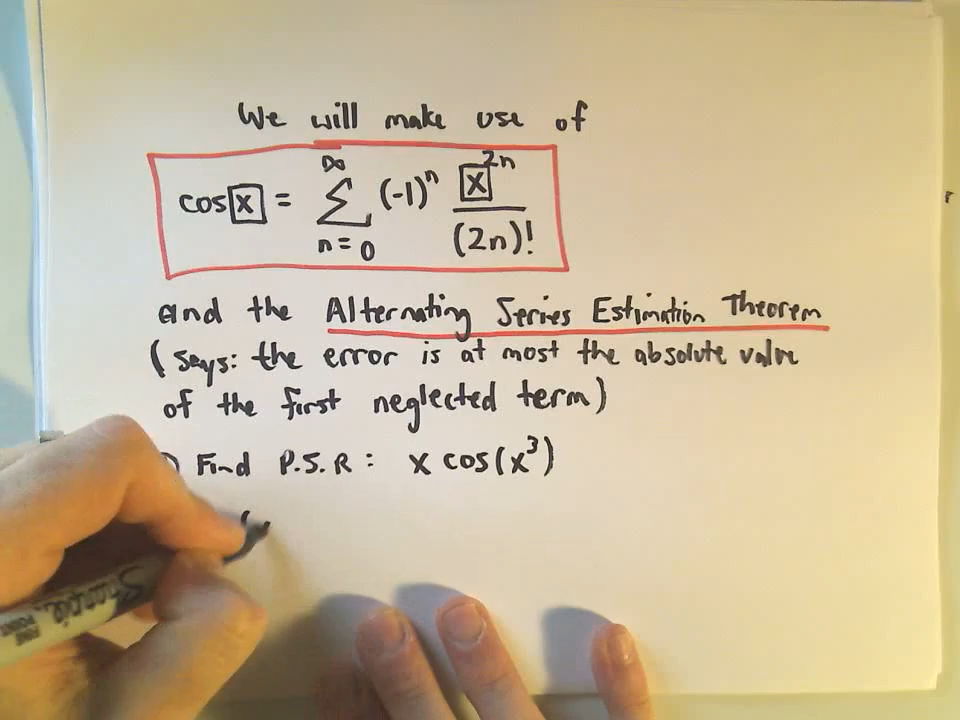 We will make use of
cos x = ∞ Σ n=0 (-1)^n x^2n / (2n)!
and the Alternating Series Estimation Theorem
(says: the error is at most the absolute value
of the first neglected term)
Find P.S.R: x cos(x^3)
Sharpie